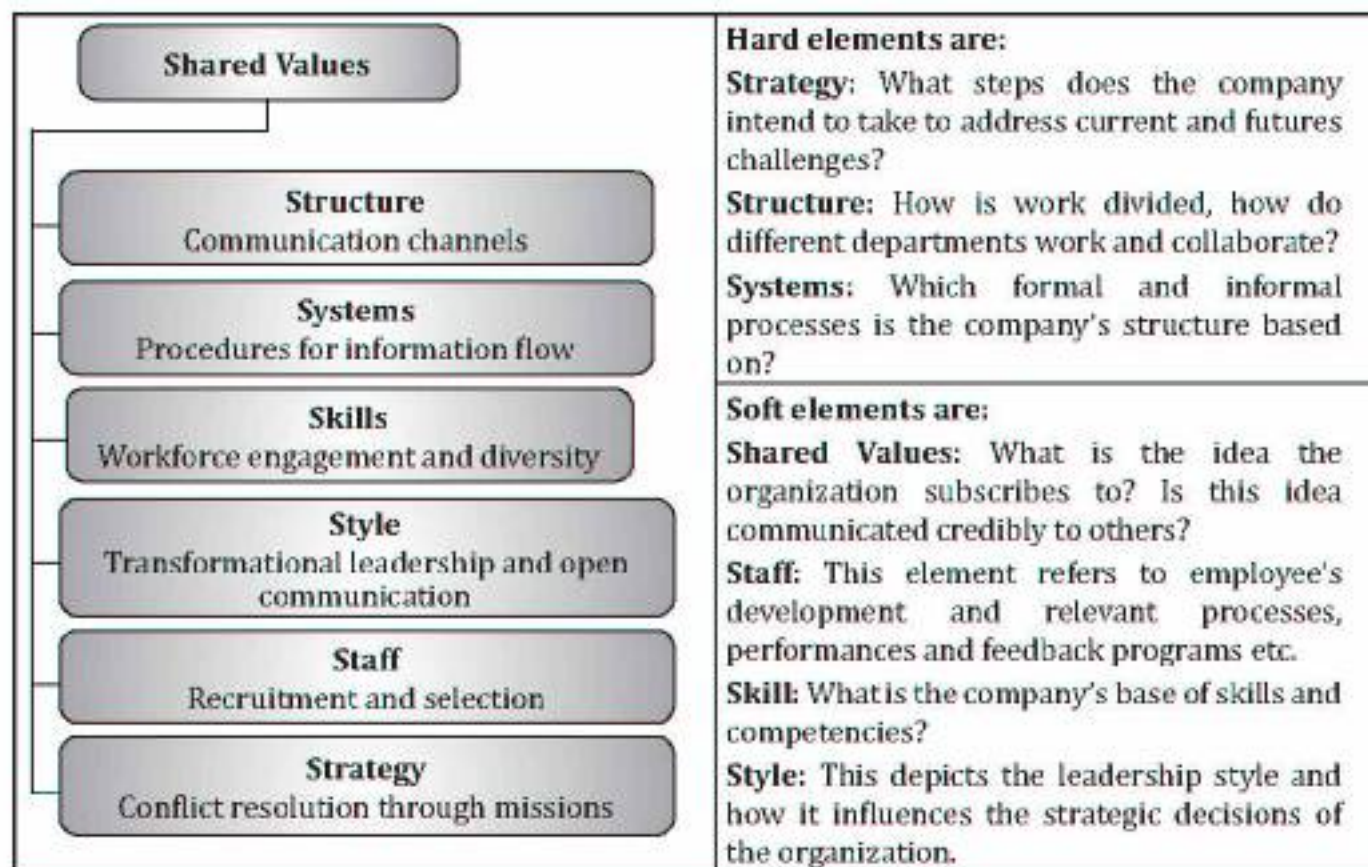 Shared Values
Structure
Communication channels
Systems
Procedures for information flow
Skills
Workforce engagement and diversity
Style
Transformational leadership and open
communication
Staff
Recruitment and selection
Strategy
Conflict resolution through missions
Hard elements are:
Strategy: What steps does the company
intend to take to address current and futures
challenges?
Structure: How is work divided, how do
different departments work and collaborate?
Systems: Which formal and informal
processes is the company's structure based
on?
Soft elements are:
Shared Values: What is the idea the
organization subscribes to? Is this idea
communicated credibly to others?
Staff: This element refers to employee's
development and relevant processes,
performances and feedback programs etc.
Skill: What is the company's base of skills and
competencies?
Style: This depicts the leadership style and
how it influences the strategic decisions of
the organization.